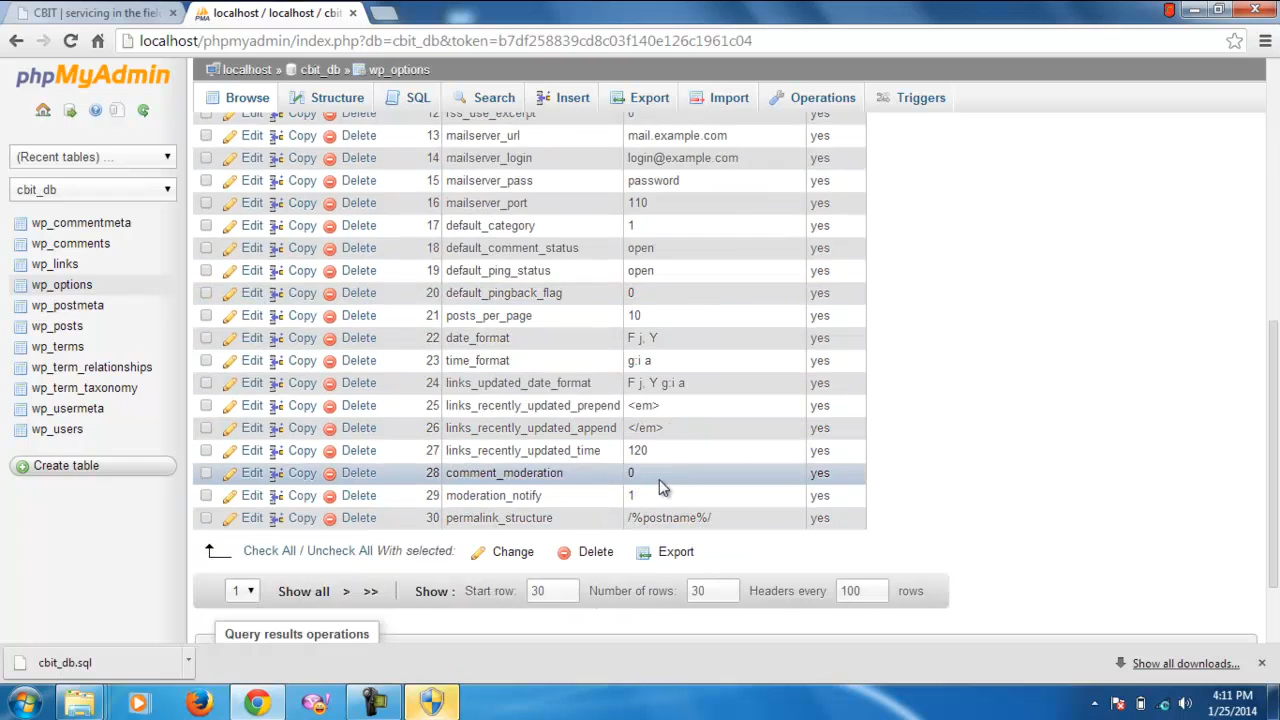 CBIT | servicing in the fiel
localhost / localhost / cbit
localhost/phpmyadmin/index.php?db=cbit_db&token=b7df258839cd8c03f140e126c1961c04
phpMyAdmin
(Recent tables) ...
cbit_db
wp_commentmeta
wp_comments
wp_links
wp_options
wp_postmeta
wp_posts
wp_terms
wp_term_relationships
wp_term_taxonomy
wp_usermeta
wp_users
Create table
localhost » cbit_db » wp_options
Browse Structure SQL Search Insert Export Import Operations Triggers
Edit Copy Delete 12 rss_use_excerpt 0 yes
Edit Copy Delete 13 mailserver_url mail.example.com yes
Edit Copy Delete 14 mailserver_login login@example.com yes
Edit Copy Delete 15 mailserver_pass password yes
Edit Copy Delete 16 mailserver_port 110 yes
Edit Copy Delete 17 default_category 1 yes
Edit Copy Delete 18 default_comment_status open yes
Edit Copy Delete 19 default_ping_status open yes
Edit Copy Delete 20 default_pingback_flag 0 yes
Edit Copy Delete 21 posts_per_page 10 yes
Edit Copy Delete 22 date_format F j, Y yes
Edit Copy Delete 23 time_format g:i a yes
Edit Copy Delete 24 links_updated_date_format F j, Y g:i a yes
Edit Copy Delete 25 links_recently_updated_prepend <em> yes
Edit Copy Delete 26 links_recently_updated_append </em> yes
Edit Copy Delete 27 links_recently_updated_time 120 yes
Edit Copy Delete 28 comment_moderation 0 yes
Edit Copy Delete 29 moderation_notify 1 yes
Edit Copy Delete 30 permalink_structure /%postname%/ yes
Check All / Uncheck All With selected: Change Delete Export
1 Show all > >> Show : Start row: 30 Number of rows: 30 Headers every 100 rows
Query results operations
cbit_db.sql
Show all downloads...
4:11 PM
1/25/2014